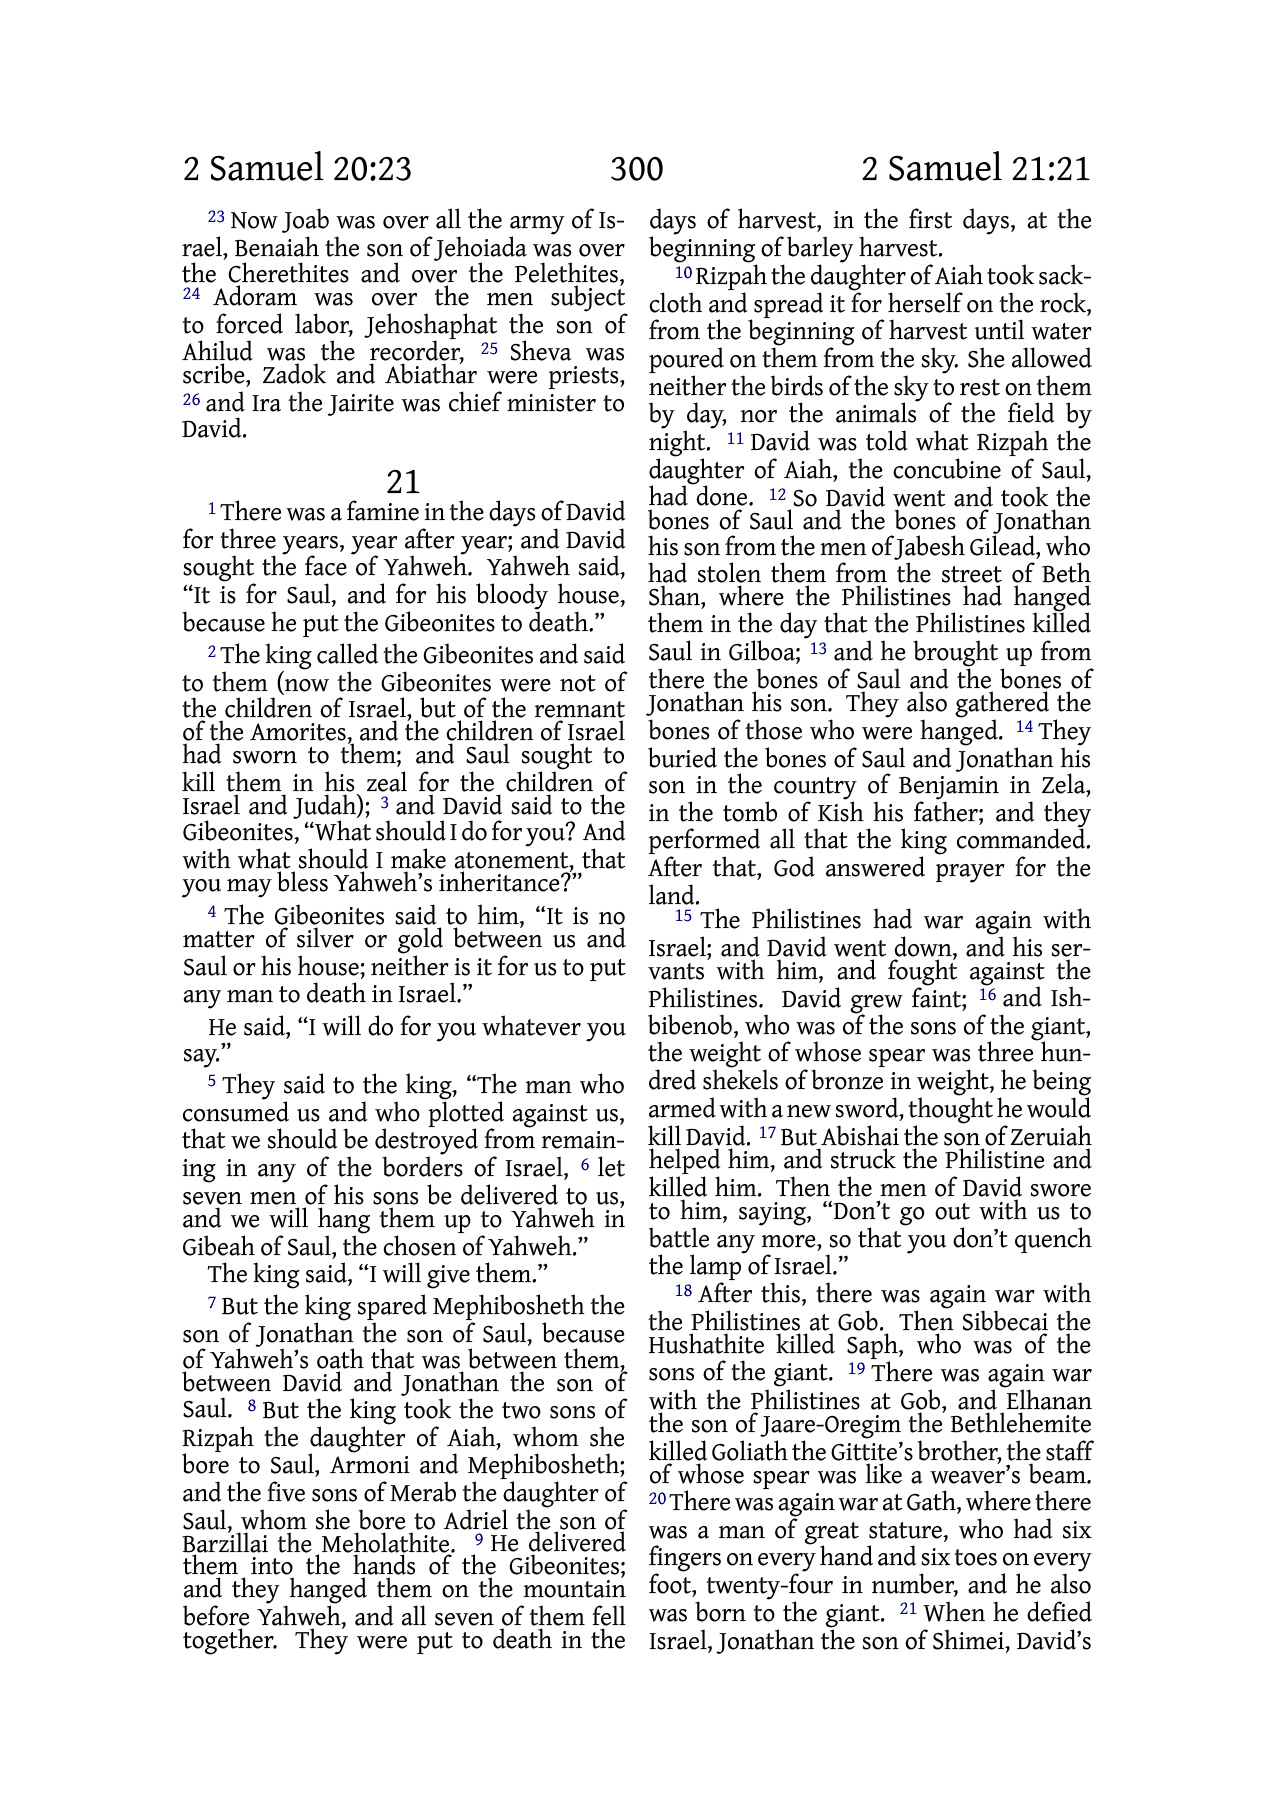 2 Samuel 20:23 300 2 Samuel 21:21
23 Now Joab was over all the army of Is-
rael, Benaiah the son of Jehoiada was over
the Cherethites and over the Pelethites,
24 Adoram was over the men subject
to forced labor, Jehoshaphat the son of
Ahilud was the recorder, 25 Sheva was
scribe, Zadok and Abiathar were priests,
26 and Ira the Jairite was chief minister to
David.
21
1 There was a famine in the days of David
for three years, year after year; and David
sought the face of Yahweh. Yahweh said,
“It is for Saul, and for his bloody house,
because he put the Gibeonites to death.”
2 The king called the Gibeonites and said
to them (now the Gibeonites were not of
the children of Israel, but of the remnant
of the Amorites, and the children of Israel
had sworn to them; and Saul sought to
kill them in his zeal for the children of
Israel and Judah); 3 and David said to the
Gibeonites, “What should I do for you? And
with what should I make atonement, that
you may bless Yahweh’s inheritance?”
4 The Gibeonites said to him, “It is no
matter of silver or gold between us and
Saul or his house; neither is it for us to put
any man to death in Israel.”
He said, “I will do for you whatever you
say.”
5 They said to the king, “The man who
consumed us and who plotted against us,
that we should be destroyed from remain-
ing in any of the borders of Israel, 6 let
seven men of his sons be delivered to us,
and we will hang them up to Yahweh in
Gibeah of Saul, the chosen of Yahweh.”
The king said, “I will give them.”
7 But the king spared Mephibosheth the
son of Jonathan the son of Saul, because
of Yahweh’s oath that was between them,
between David and Jonathan the son of
Saul. 8 But the king took the two sons of
Rizpah the daughter of Aiah, whom she
bore to Saul, Armoni and Mephibosheth;
and the five sons of Merab the daughter of
Saul, whom she bore to Adriel the son of
Barzillai the Meholathite. 9 He delivered
them into the hands of the Gibeonites;
and they hanged them on the mountain
before Yahweh, and all seven of them fell
together. They were put to death in the
days of harvest, in the first days, at the
beginning of barley harvest.
10 Rizpah the daughter of Aiah took sack-
cloth and spread it for herself on the rock,
from the beginning of harvest until water
poured on them from the sky. She allowed
neither the birds of the sky to rest on them
by day, nor the animals of the field by
night. 11 David was told what Rizpah the
daughter of Aiah, the concubine of Saul,
had done. 12 So David went and took the
bones of Saul and the bones of Jonathan
his son from the men of Jabesh Gilead, who
had stolen them from the street of Beth
Shan, where the Philistines had hanged
them in the day that the Philistines killed
Saul in Gilboa; 13 and he brought up from
there the bones of Saul and the bones of
Jonathan his son. They also gathered the
bones of those who were hanged. 14 They
buried the bones of Saul and Jonathan his
son in the country of Benjamin in Zela,
in the tomb of Kish his father; and they
performed all that the king commanded.
After that, God answered prayer for the
land.
15 The Philistines had war again with
Israel; and David went down, and his ser-
vants with him, and fought against the
Philistines. David grew faint; 16 and Ish-
bibenob, who was of the sons of the giant,
the weight of whose spear was three hun-
dred shekels of bronze in weight, he being
armed with a new sword, thought he would
kill David. 17 But Abishai the son of Zeruiah
helped him, and struck the Philistine and
killed him. Then the men of David swore
to him, saying, “Don’t go out with us to
battle any more, so that you don’t quench
the lamp of Israel.”
18 After this, there was again war with
the Philistines at Gob. Then Sibbecai the
Hushathite killed Saph, who was of the
sons of the giant. 19 There was again war
with the Philistines at Gob, and Elhanan
the son of Jaare-Oregim the Bethlehemite
killed Goliath the Gittite’s brother, the staff
of whose spear was like a weaver’s beam.
20 There was again war at Gath, where there
was a man of great stature, who had six
fingers on every hand and six toes on every
foot, twenty-four in number, and he also
was born to the giant. 21 When he defied
Israel, Jonathan the son of Shimei, David’s